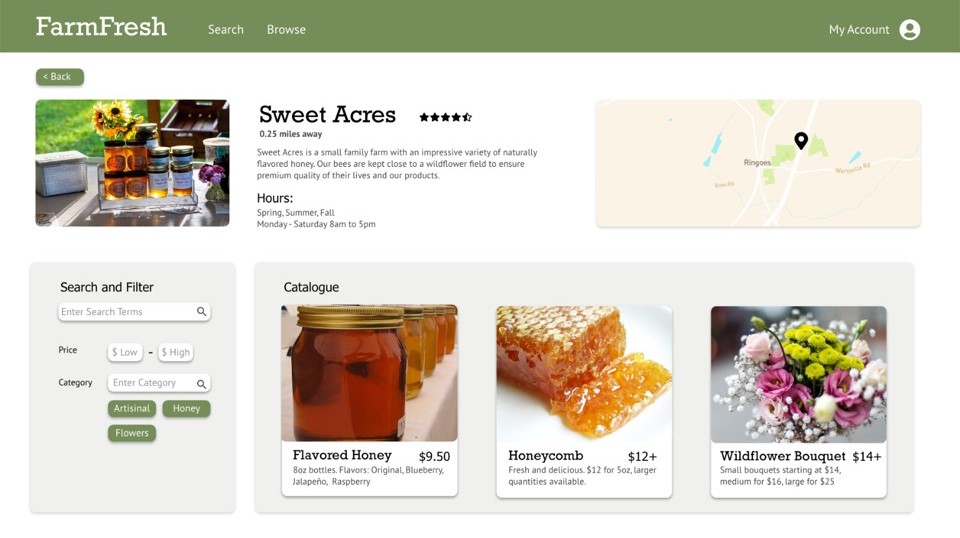 FarmFresh
Search
Browse
My Account
< Back
Sweet Acres
0.25 miles away
Sweet Acres is a small family farm with an impressive variety of naturally
flavored honey. Our bees are kept close to a wildflower field to ensure
premium quality of their lives and our products.
Hours:
Spring, Summer, Fall
Monday - Saturday 8am to 5pm
Ringoes
Wertsville Rd
Search and Filter
Enter Search Terms
Price
$ Low
-
$ High
Category
Enter Category
Artisinal
Honey
Flowers
Catalogue
Flavored Honey
$9.50
8oz bottles. Flavors: Original, Blueberry,
Jalapeño, Raspberry
Honeycomb
$12+
Fresh and delicious. $12 for 5oz, larger
quantities available.
Wildflower Bouquet
$14+
Small bouquets starting at $14,
medium for $16, large for $25